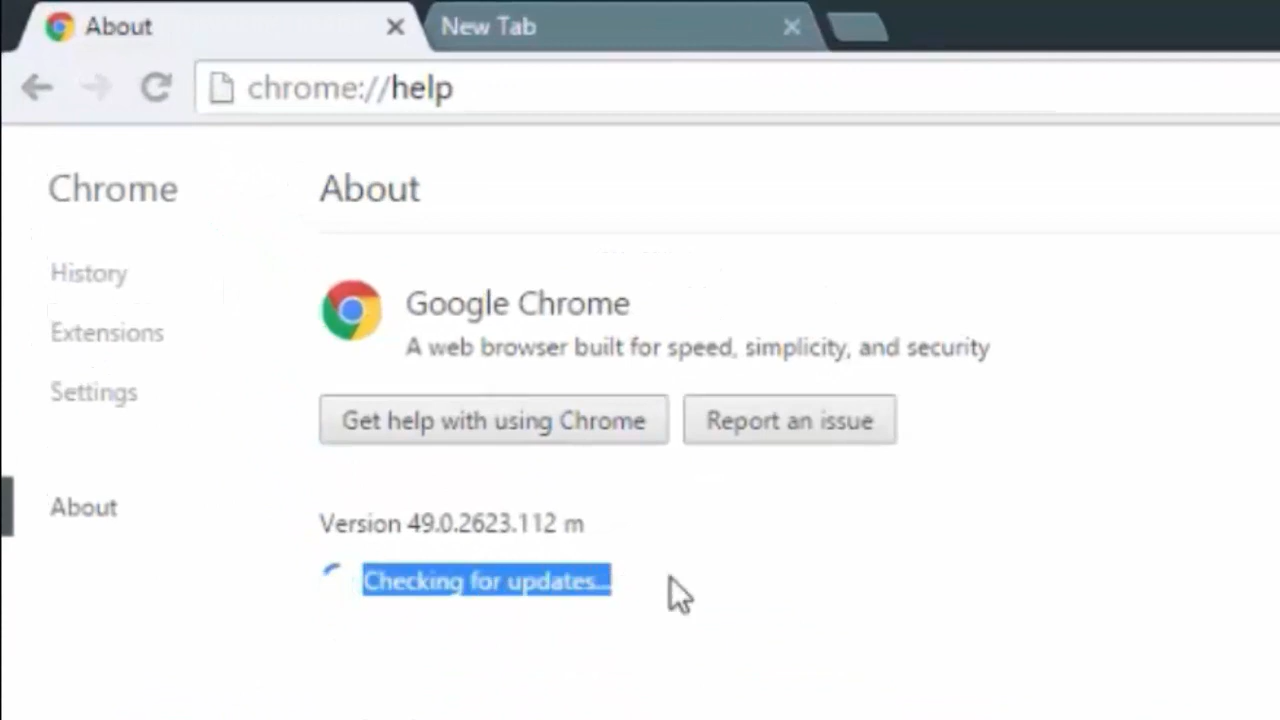 About
New Tab
chrome://help
Chrome
About
History
Extensions
Settings
About
Google Chrome
A web browser built for speed, simplicity, and security
Get help with using Chrome
Report an issue
Version 49.0.2623.112 m
Checking for updates...